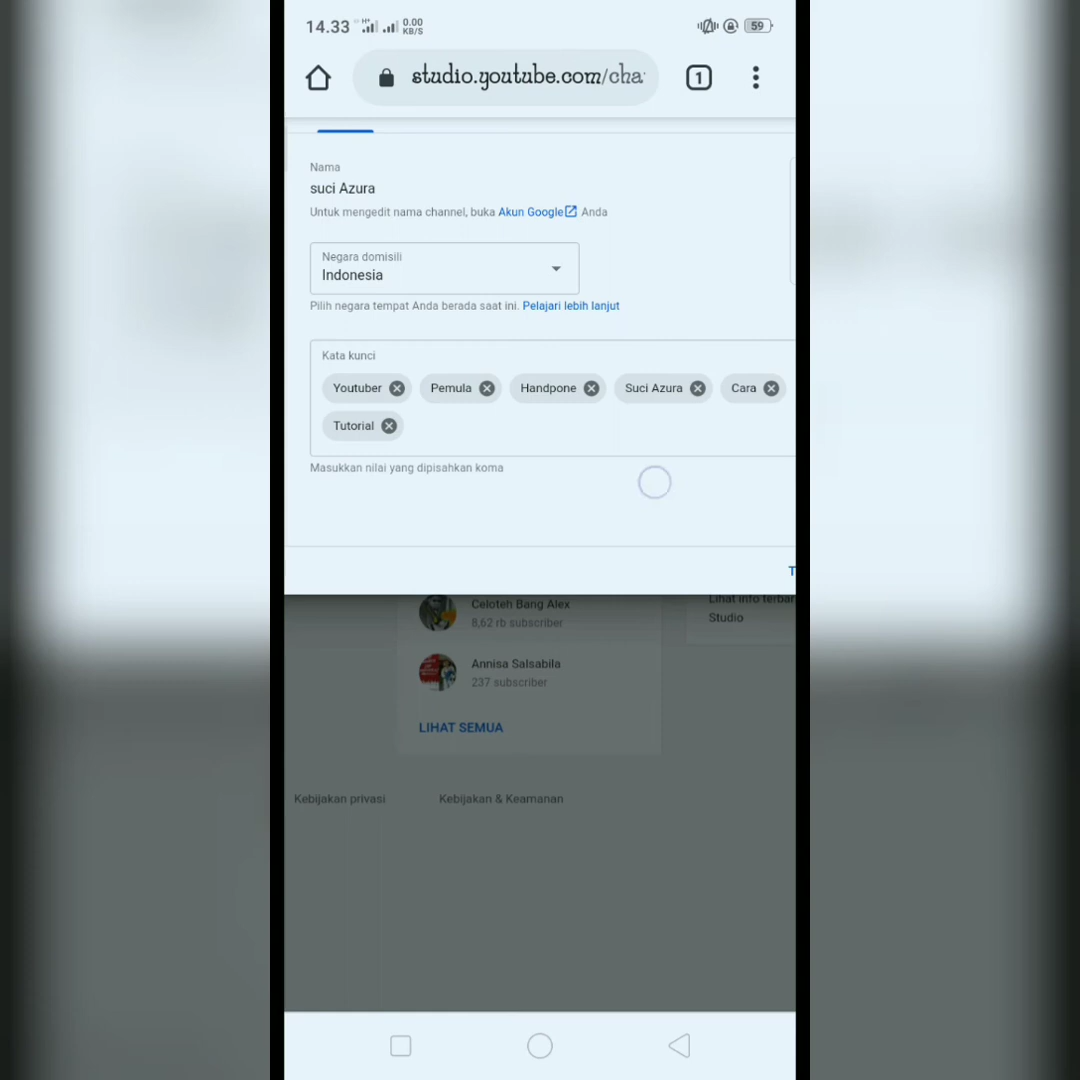 14.33 H+ 0.00 KB/S 59
studio.youtube.com/cha
1
Nama
suci Azura
Untuk mengedit nama channel, buka Akun Google Anda
Negara domisili
Indonesia
Pilih negara tempat Anda berada saat ini. Pelajari lebih lanjut
Kata kunci
Youtuber Pemula Handpone Suci Azura Cara
Tutorial
Masukkan nilai yang dipisahkan koma
T
Celoteh Bang Alex
8,62 rb subscriber
Lihat info terbar
Studio
Annisa Salsabila
237 subscriber
LIHAT SEMUA
Kebijakan privasi Kebijakan & Keamanan